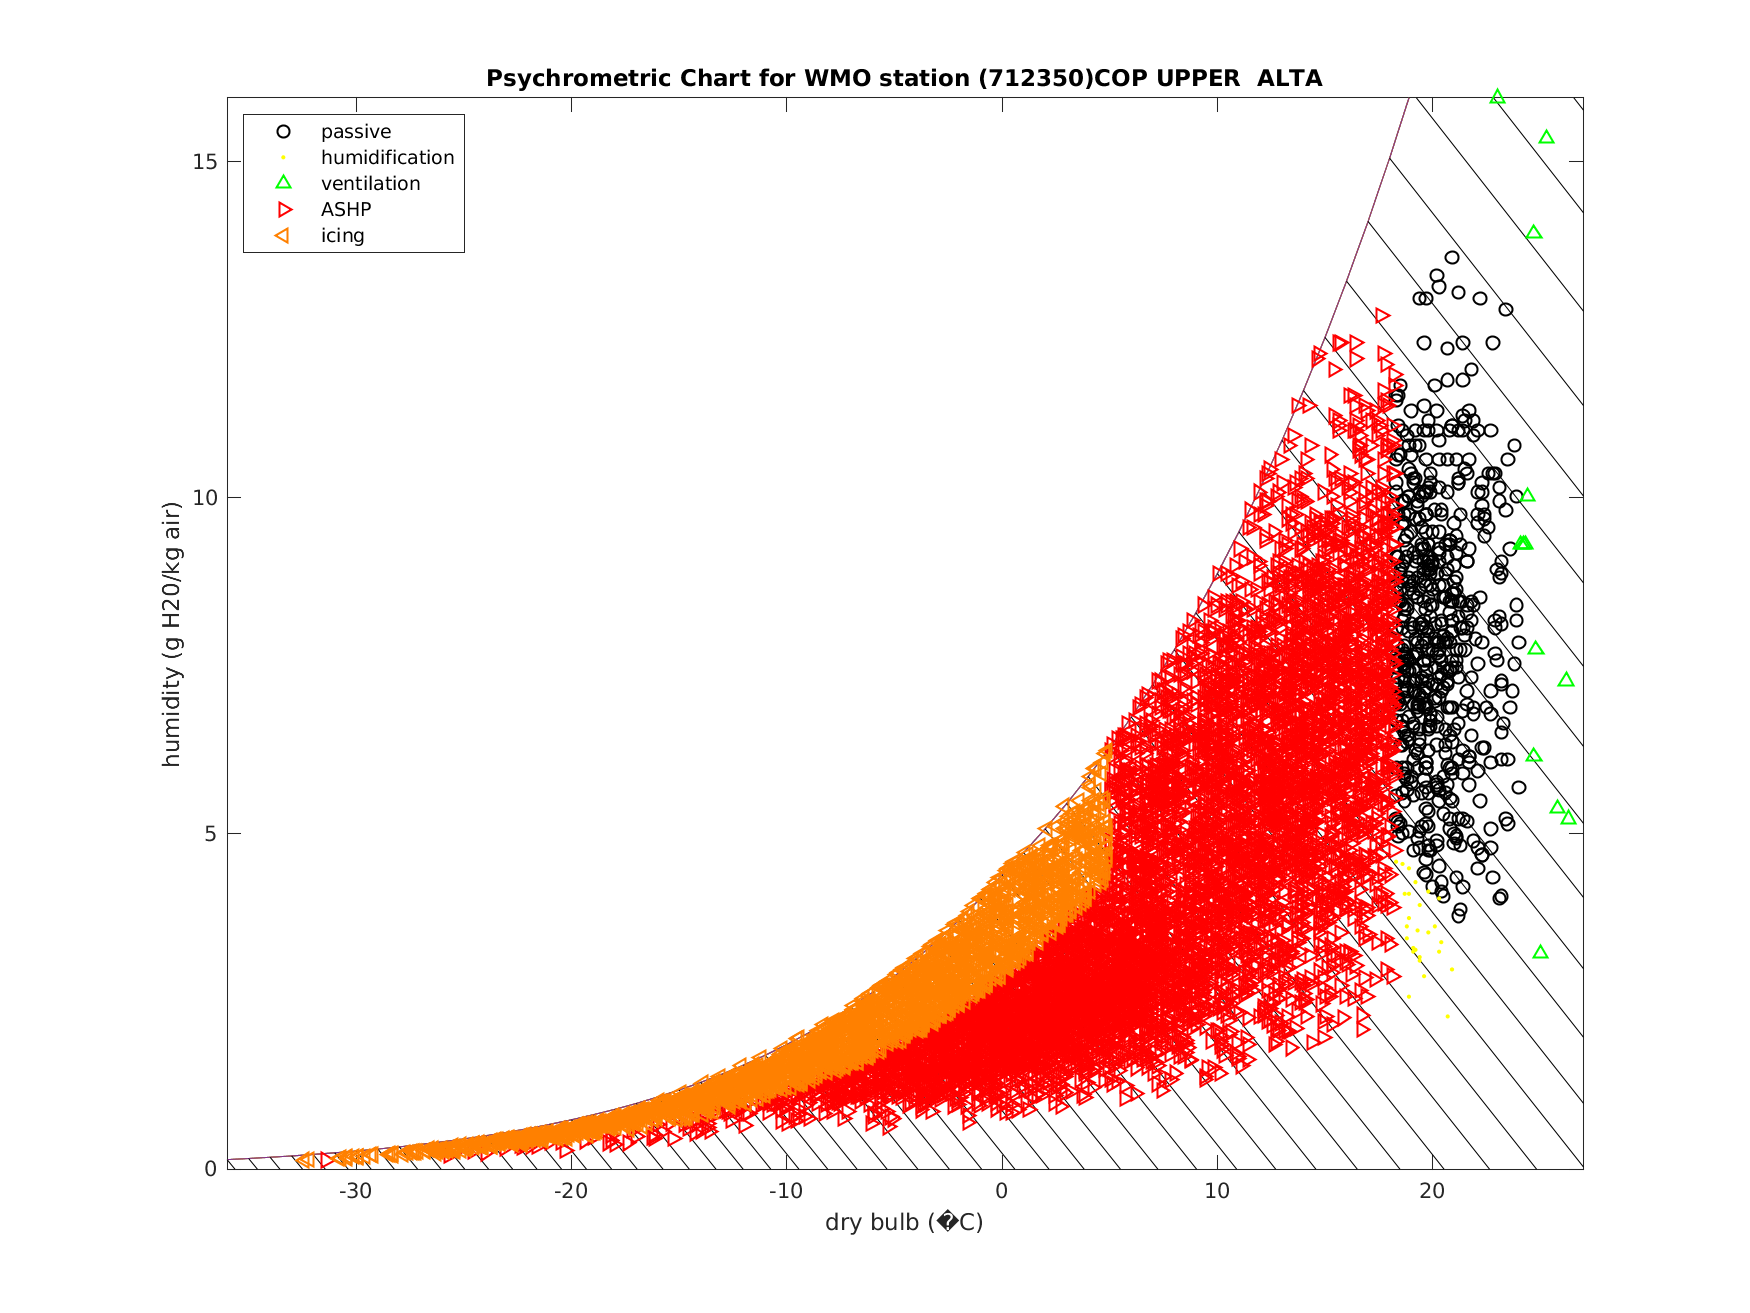 Psychrometric Chart for WMO station (712350)COP UPPER  ALTA
passive
humidification
ventilation
ASHP
icing
15
10
5
0
humidity (g H20/kg air)
-30
-20
-10
0
10
20
dry bulb (�C)